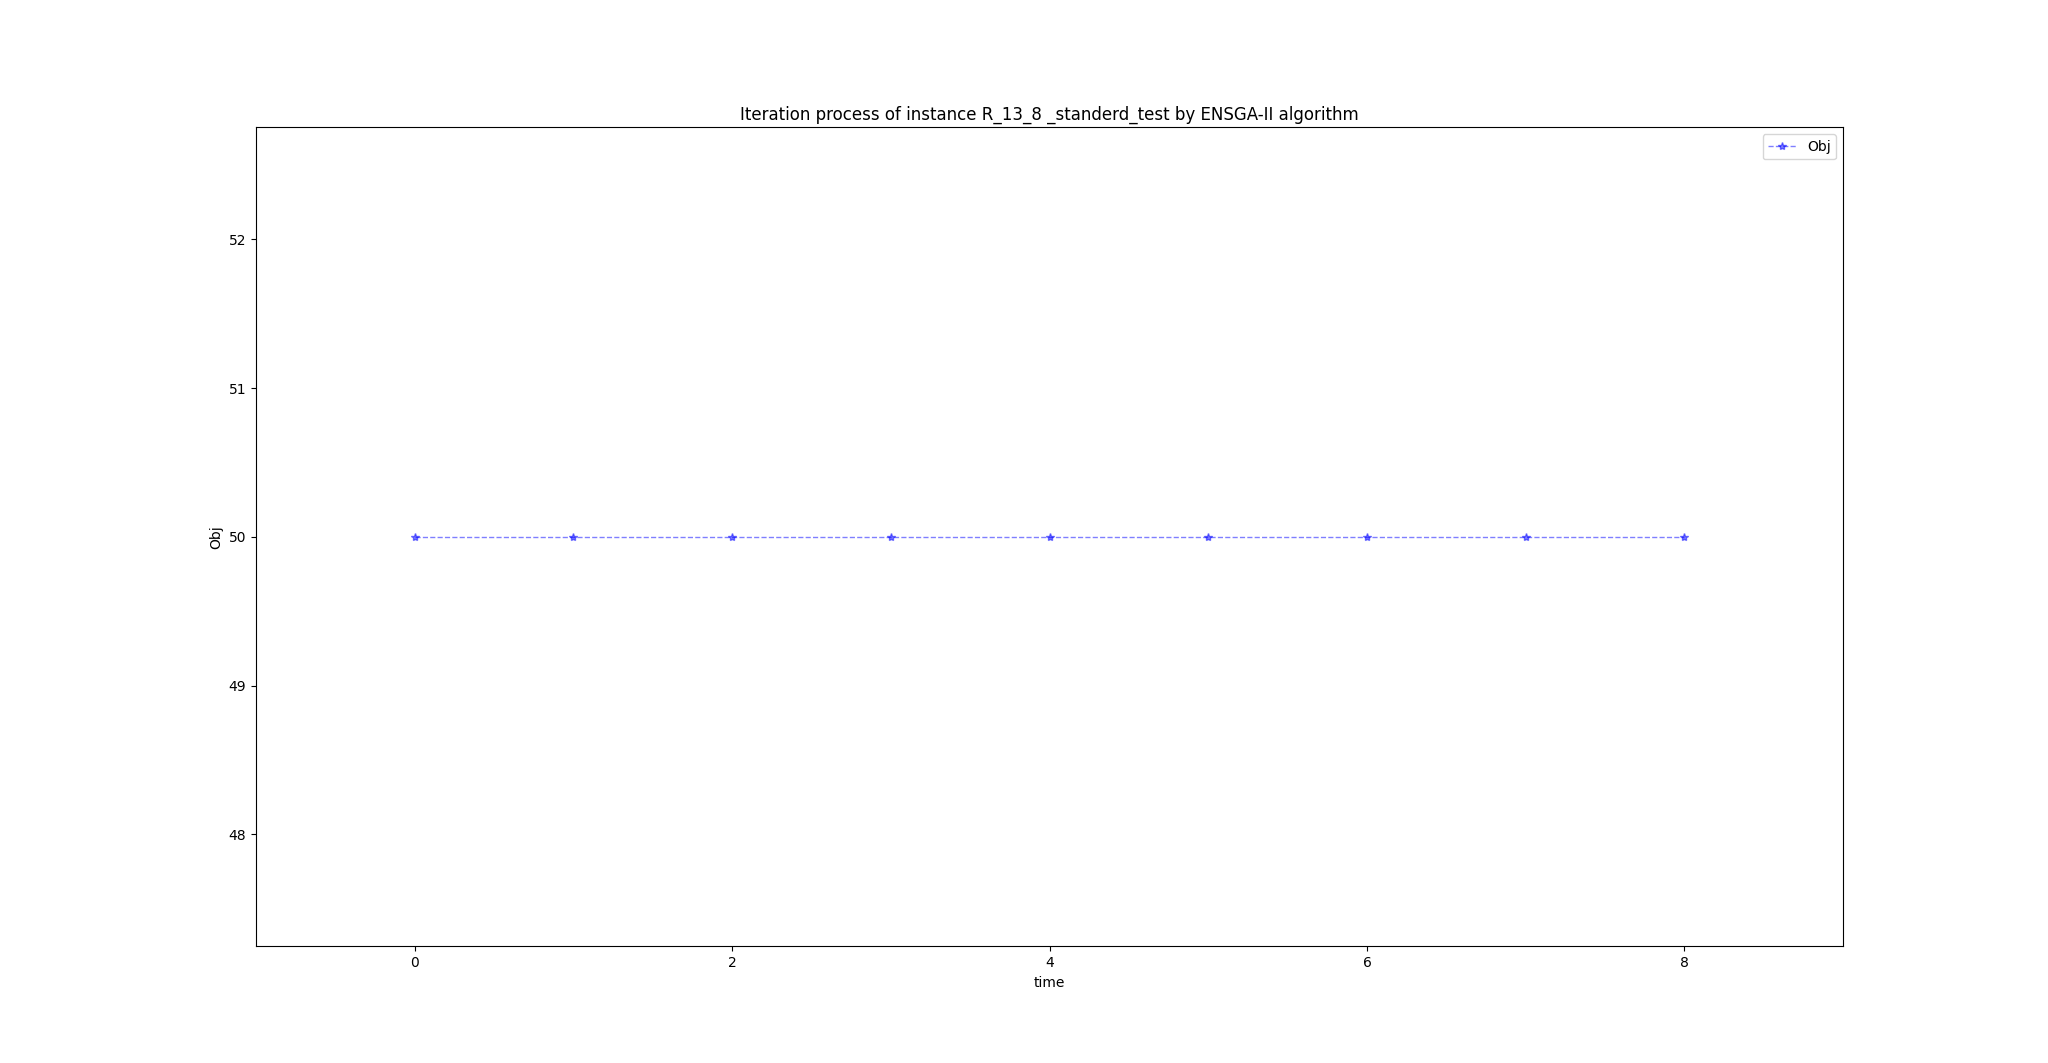 Iteration process of instance R_13_8 _standerd_test by ENSGA-II algorithm
Obj
52
51
50
49
48
Obj
0 2 4 6 8
time